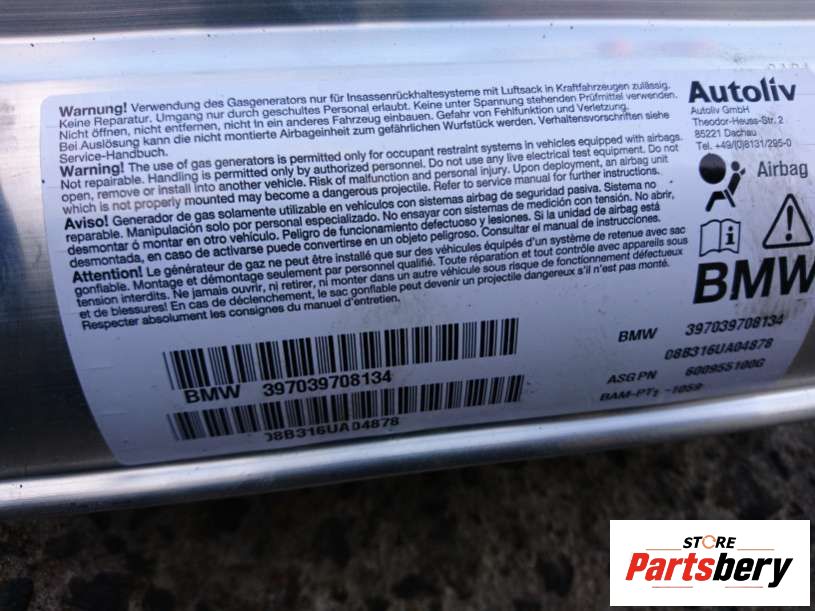 Warnung! Verwendung des Gasgenerators nur für Insassenrückhaltesysteme mit Luftsack in Kraftfahrzeugen zulässig.
Keine Reparatur. Umgang nur durch geschultes Personal erlaubt. Keine unter Spannung stehenden Prüfmittel verwenden.
Nicht öffnen, nicht entfernen, nicht in ein anderes Fahrzeug einbauen. Gefahr von Fehlfunktion und Verletzung.
Bei Auslösung kann die nicht montierte Airbageinheit zum gefährlichen Wurfstück werden. Verhaltensvorschriften siehe
Service-Handbuch.
Warning! The use of gas generators is permitted only for occupant restraint systems in vehicles equipped with airbags.
Not repairable. Handling is permitted only by authorized personnel. Do not use any live electrical test equipment. Do not
open, remove or install into another vehicle. Risk of malfunction and personal injury. Upon deployment, an airbag unit
which is not properly mounted may become a dangerous projectile. Refer to service manual for further instructions.
Aviso! Generador de gas solamente utilizable en vehículos con sistemas airbag de seguridad pasiva. Sistema no
reparable. Manipulación solo por personal especializado. No ensayar con sistemas de medición con tensión. No abrir,
desmontar ó montar en otro vehículo. Peligro de funcionamiento defectuoso y lesiones. Si la unidad de airbag está
desmontada, en caso de activarse puede convertirse en un objeto peligroso. Consultar el manual de instrucciones.
Attention! Le générateur de gaz ne peut être installé que sur des véhicules équipés d'un système de retenue avec sac
gonflable. Montage et démontage seulement par personnel qualifié. Toute réparation et tout contrôle avec appareils sous
tension interdits. Ne jamais ouvrir, ni retirer, ni monter dans un autre véhicule sous risque de fonctionnement défectueux
et de blessures! En cas de déclenchement, le sac gonflable peut devenir un projectile dangereux s'il n'est pas monté.
Respecter absolument les consignes du manuel d'entretien.
Autoliv
Autoliv GmbH
Theodor-Heuss-Str. 2
85221 Dachau
Tel. +49/(0)8131/295-0
Airbag
BMW
BMW 397039708134
08B316UA04878
ASG PN 600955100G
BAM-PT2 -1059
BMW 397039708134
08B316UA04878
STORE
Partsbery